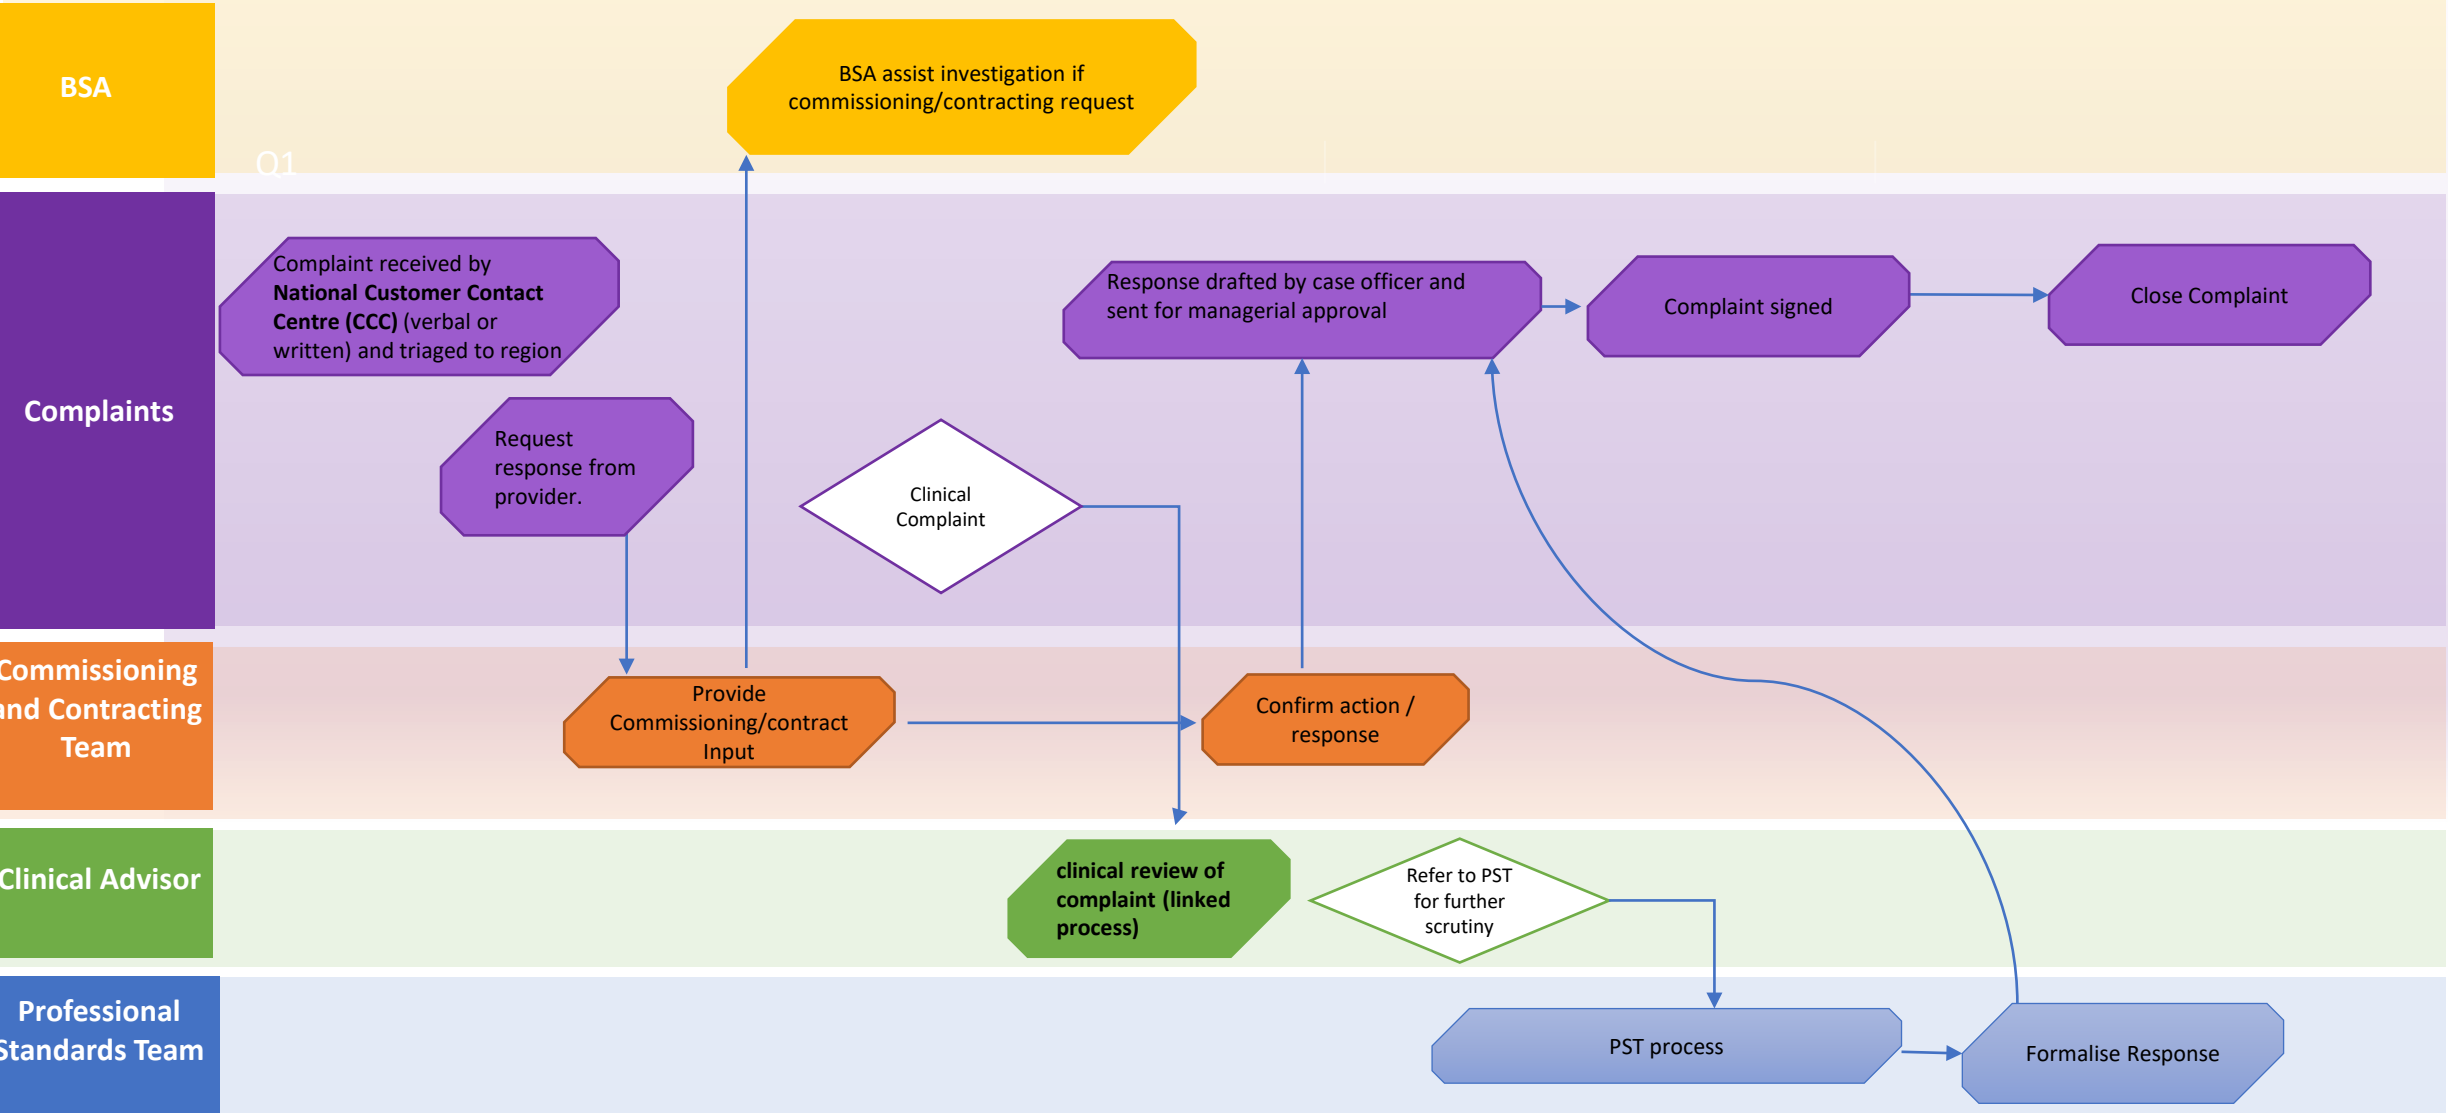 BSA
BSA assist investigation if
commissioning/contracting request
Q1
Complaints
Complaint received by
National Customer Contact
Centre (CCC) (verbal or
written) and triaged to region
Request
response from
provider.
Clinical
Complaint
Response drafted by case officer and
sent for managerial approval
Complaint signed
Close Complaint
Commissioning
and Contracting
Team
Provide
Commissioning/contract
Input
Confirm action /
response
Clinical Advisor
clinical review of
complaint (linked
process)
Refer to PST
for further
scrutiny
Professional
Standards Team
PST process
Formalise Response